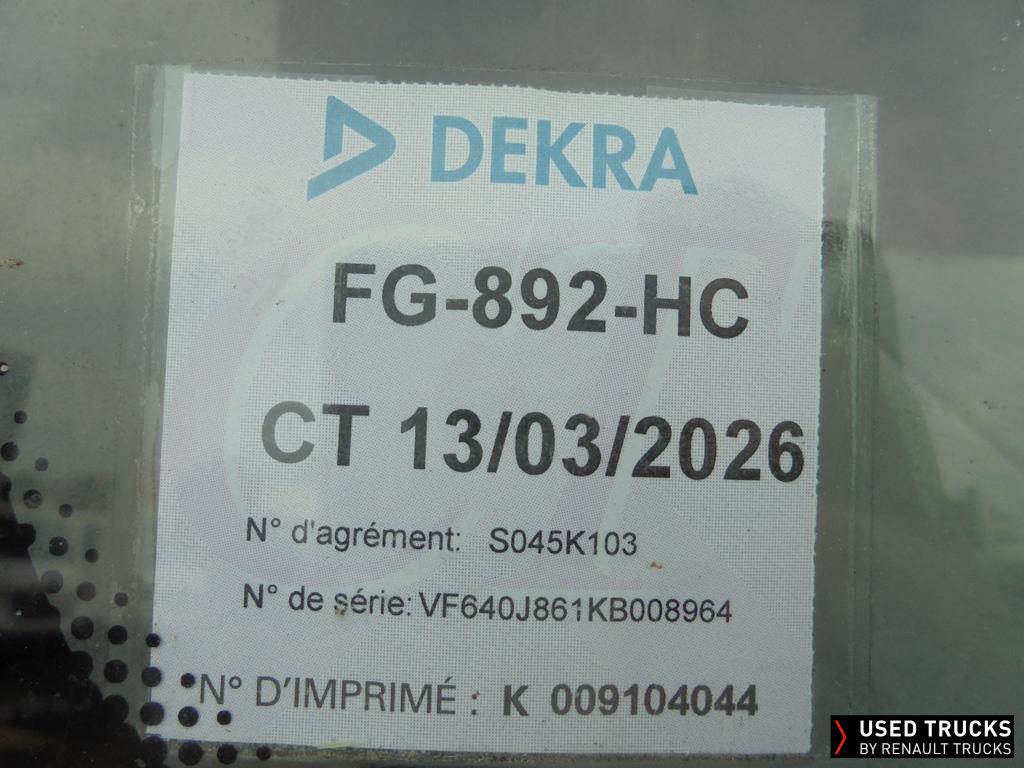 DEKRA
FG-892-HC
CT 13/03/2026
N° d'agrément: S045K103
N° de série: VF640J861KB008964
N° D'IMPRIMÉ : K 009104044
USED TRUCKS
BY RENAULT TRUCKS